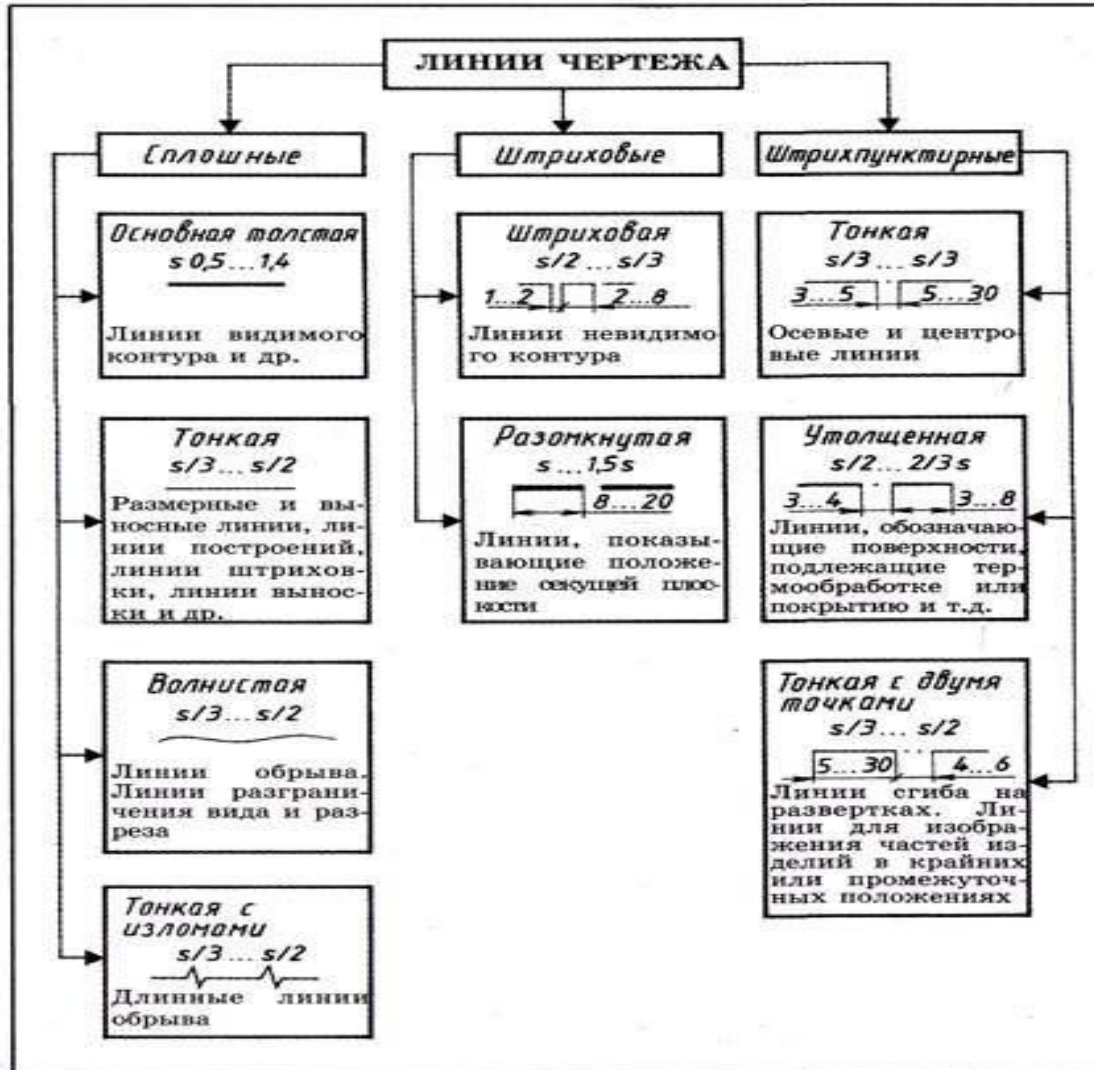 ЛИНИИ ЧЕРТЕЖА
Сплошные
Основная толстая
s 0,5...1,4
Линии видимого
контура и др.
Тонкая
s/3... s/2
Размерные и вы-
носные линии, ли-
нии построений,
линии штрихов-
ки, линии вынос-
ки и др.
Волнистая
s/3... s/2
Линии обрыва.
Линии разграни-
чения вида и раз-
реза
Тонкая с
изломами
s/3... s/2
Длинные линии
обрыва
Штриховые
Штриховая
s/2 ... s/3
1...2 2...8
Линии невидимо-
го контура
Разомкнутая
s ... 1,5 s
8...20
Линии, показы-
вающие положе-
ние секущей плос-
кости
Штрихпунктирные
Тонкая
s/3 ... s/3
3...5 5...30
Осевые и центро-
вые линии
Утолщенная
s/2 ... 2/3 s
3...4 3...8
Линии, обозначаю-
щие поверхности,
подлежащие тер-
мообработке или
покрытию и т.д.
Тонкая с двумя
точками
s/3... s/2
5...30 4...6
Линии сгиба на
развертках. Ли-
нии для изобра-
жения частей из-
делий в крайних
или промежуточ-
ных положениях